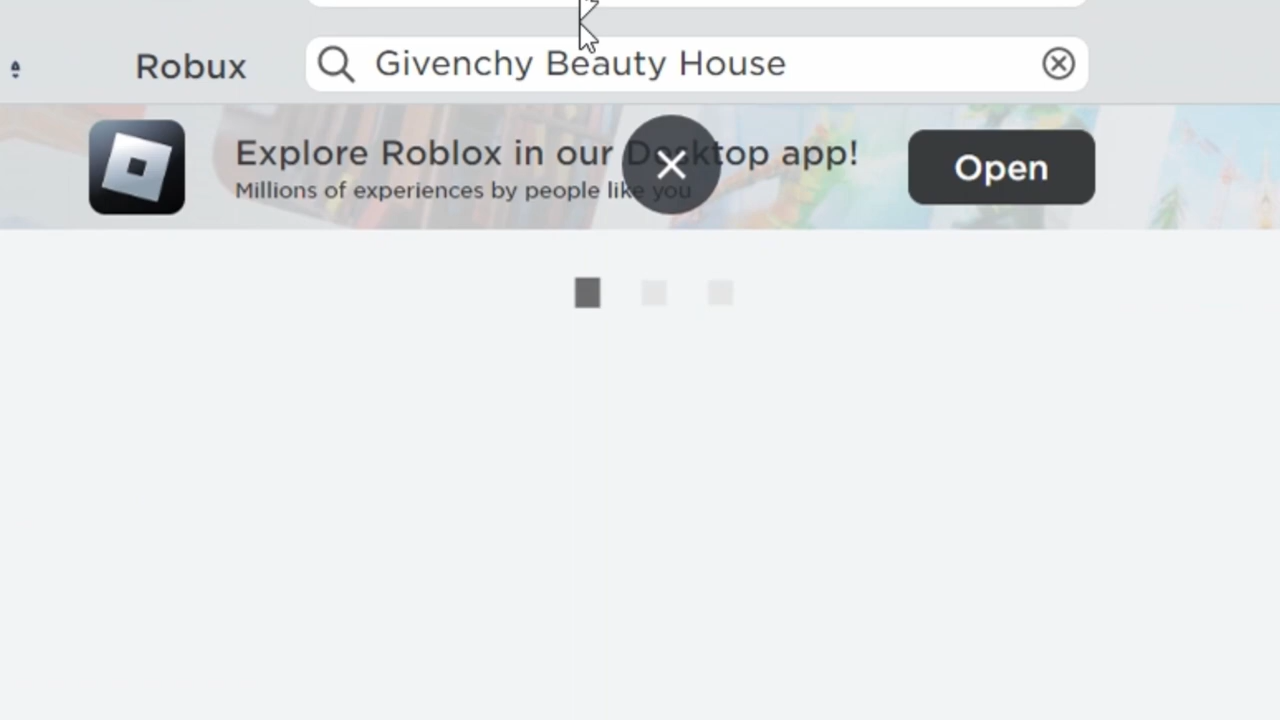 Robux
Givenchy Beauty House
Explore Roblox in our Desktop app!
Millions of experiences by people like you
Open